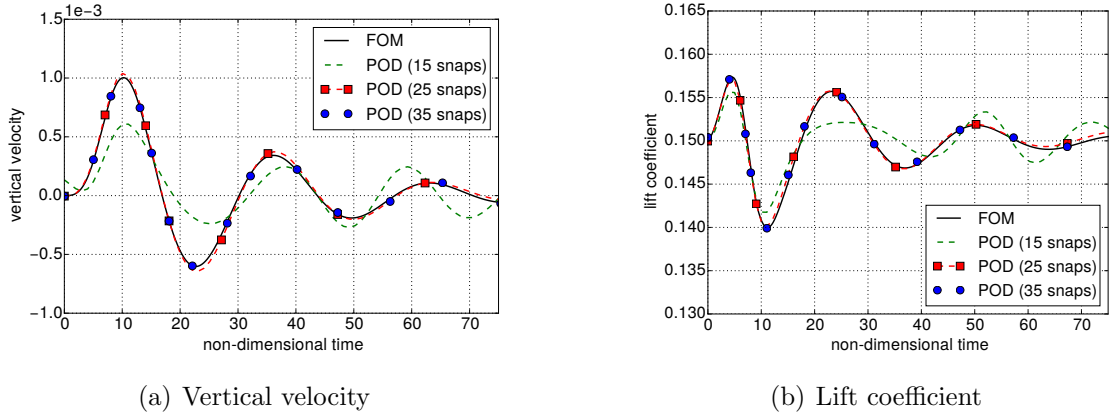 1.5 1e−3
1.0
0.5
0.0
−0.5
−1.0
vertical velocity
0 10 20 30 40 50 60 70
non-dimensional time
FOM
POD (15 snaps)
POD (25 snaps)
POD (35 snaps)
(a) Vertical velocity
0.165
0.160
0.155
0.150
0.145
0.140
0.135
0.130
lift coefficient
0 10 20 30 40 50 60 70
non-dimensional time
FOM
POD (15 snaps)
POD (25 snaps)
POD (35 snaps)
(b) Lift coefficient